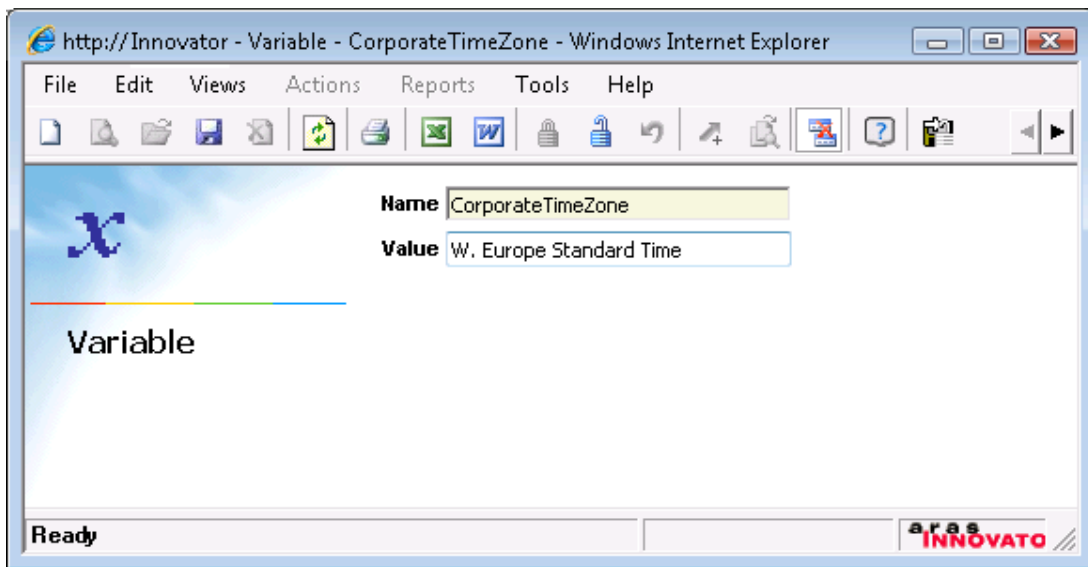 http://Innovator - Variable - CorporateTimeZone - Windows Internet Explorer
File Edit Views Actions Reports Tools Help
Name CorporateTimeZone
Value W. Europe Standard Time
x
Variable
Ready
aras
INNOVATO